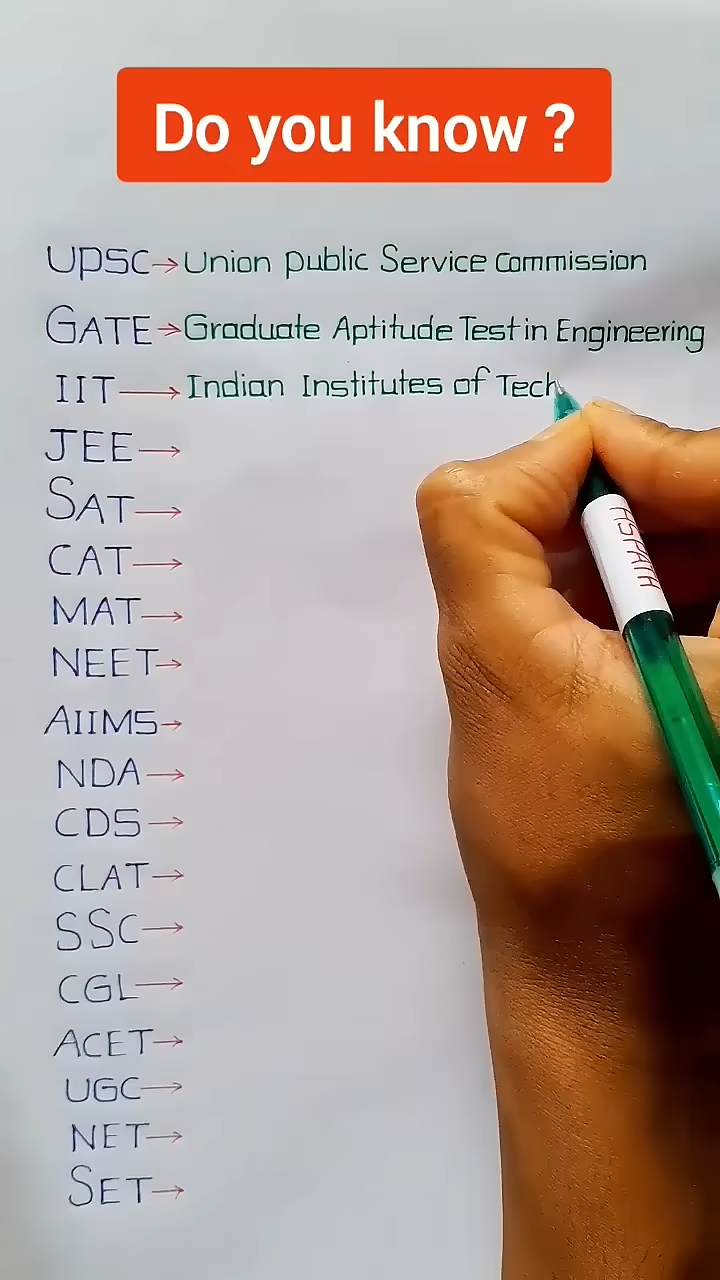 Do you know ?
UPSC→Union Public Service Commission
GATE→Graduate Aptitude Test in Engineering
IIT→Indian Institutes of Tech
JEE→
SAT→
CAT→
MAT→
NEET→
AIIMS→
NDA→
CDS→
CLAT→
SSC→
CGL→
ACET→
UGC→
NET→
SET→